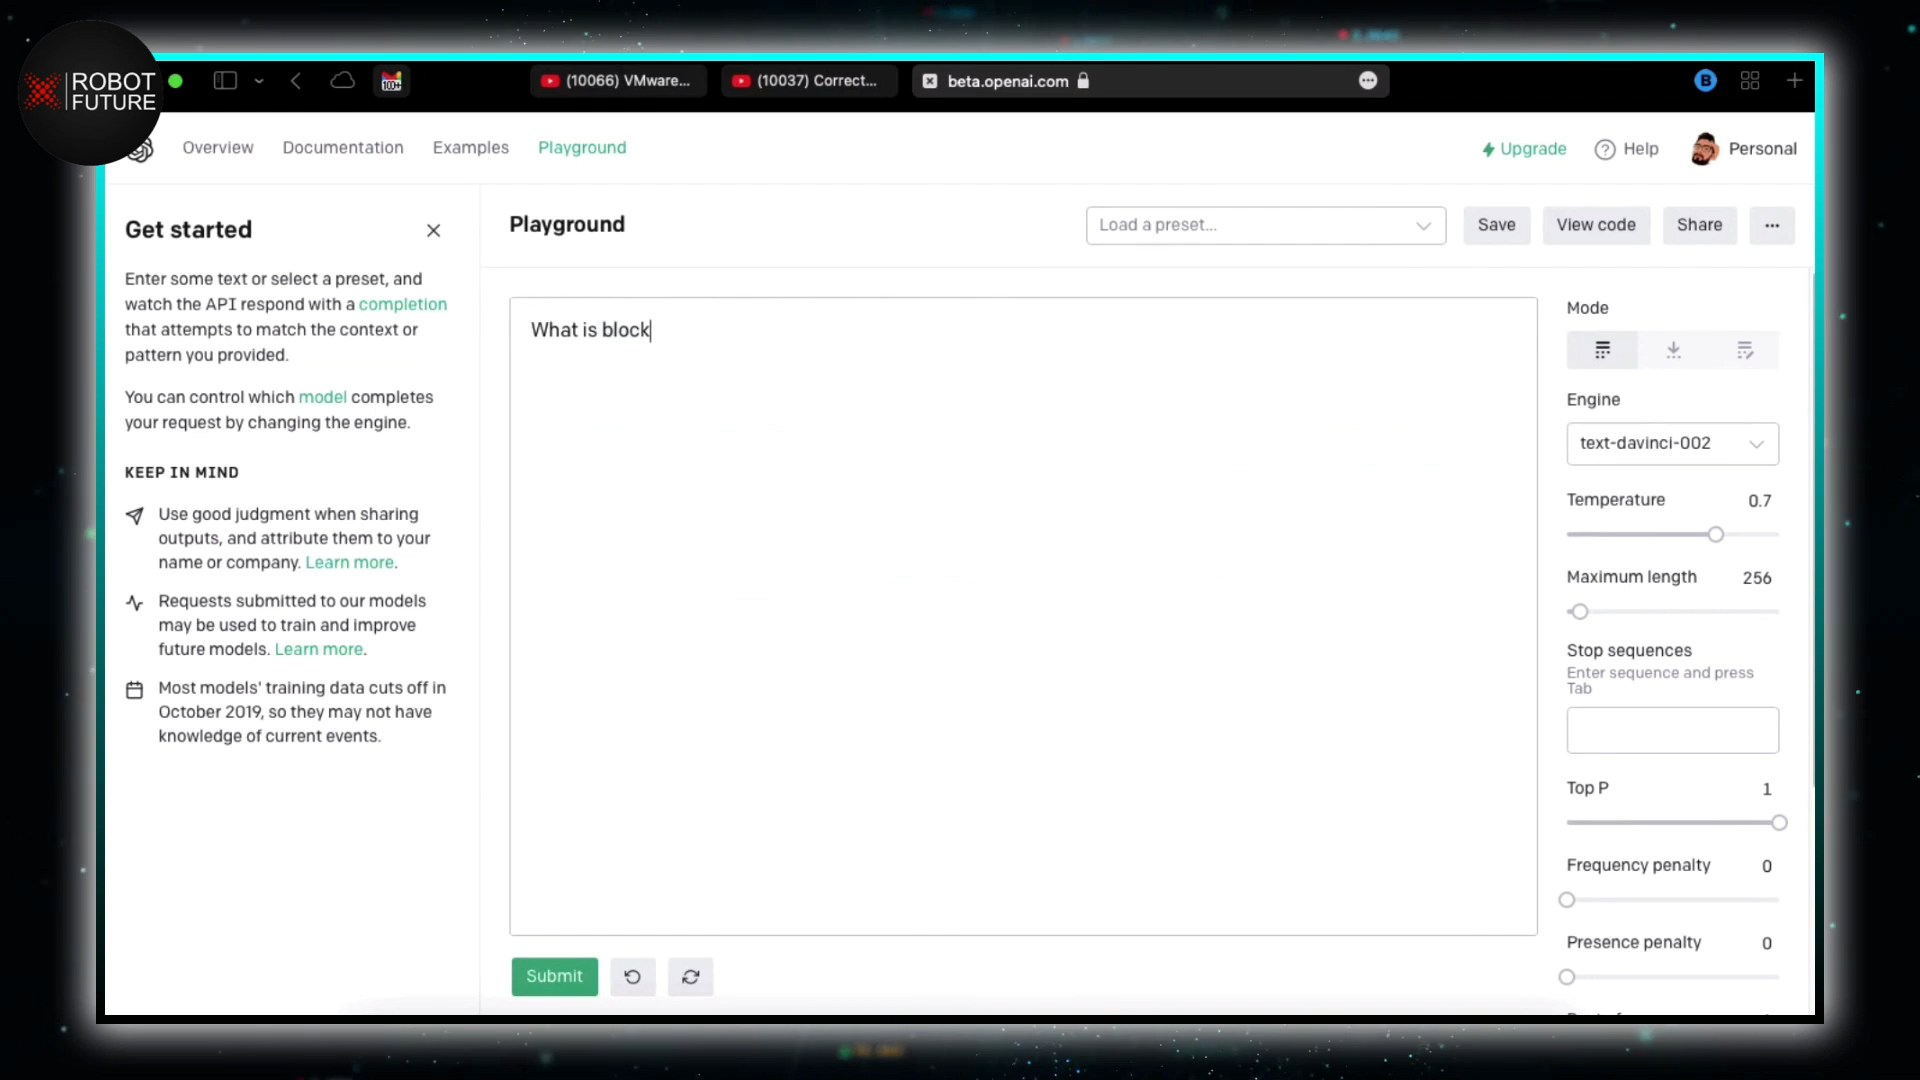 ROBOT
FUTURE
100+
(10066) VMware...
(10037) Correct...
beta.openai.com
B
Overview
Documentation
Examples
Playground
Upgrade
Help
Personal
Get started
Enter some text or select a preset, and
watch the API respond with a completion
that attempts to match the context or
pattern you provided.
You can control which model completes
your request by changing the engine.
KEEP IN MIND
Use good judgment when sharing
outputs, and attribute them to your
name or company. Learn more.
Requests submitted to our models
may be used to train and improve
future models. Learn more.
Most models' training data cuts off in
October 2019, so they may not have
knowledge of current events.
Playground
Load a preset...
Save
View code
Share
...
What is block
Submit
Mode
Engine
text-davinci-002
Temperature 0.7
Maximum length 256
Stop sequences
Enter sequence and press
Tab
Top P 1
Frequency penalty 0
Presence penalty 0